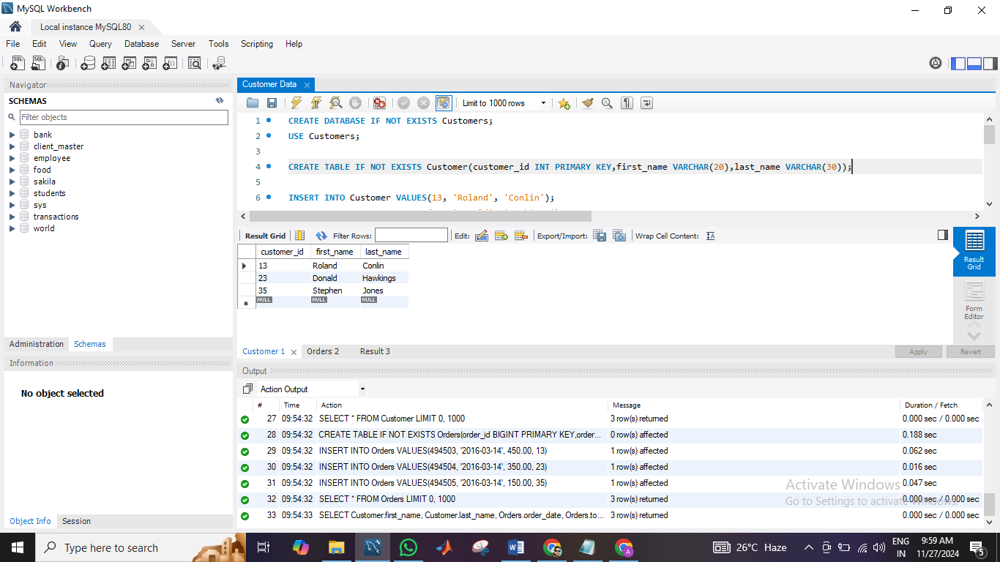 MySQL Workbench
Local instance MySQL80
File Edit View Query Database Server Tools Scripting Help
Navigator
SCHEMAS
Filter objects
bank
client_master
employee
food
sakila
students
sys
transactions
world
Administration Schemas
Information
No object selected
Object Info Session
Customer Data
Limit to 1000 rows
1 CREATE DATABASE IF NOT EXISTS Customers;
2 USE Customers;
3
4 CREATE TABLE IF NOT EXISTS Customer(customer_id INT PRIMARY KEY,first_name VARCHAR(20),last_name VARCHAR(30));
5
6 INSERT INTO Customer VALUES(13, 'Roland', 'Conlin');
Result Grid Filter Rows: Edit: Export/Import: Wrap Cell Content:
customer_id first_name last_name
13 Roland Conlin
23 Donald Hawkings
35 Stephen Jones
NULL NULL NULL
Result
Grid
Form
Editor
Customer 1 Orders 2 Result 3
Apply Revert
Output
Action Output
# Time Action Message Duration / Fetch
27 09:54:32 SELECT * FROM Customer LIMIT 0, 1000 3 row(s) returned 0.000 sec / 0.000 sec
28 09:54:32 CREATE TABLE IF NOT EXISTS Orders(order_id BIGINT PRIMARY KEY,order... 0 row(s) affected 0.188 sec
29 09:54:32 INSERT INTO Orders VALUES(494503, '2016-03-14', 450.00, 13) 1 row(s) affected 0.062 sec
30 09:54:32 INSERT INTO Orders VALUES(494504, '2016-03-14', 350.00, 23) 1 row(s) affected 0.016 sec
31 09:54:32 INSERT INTO Orders VALUES(494505, '2016-03-14', 150.00, 35) 1 row(s) affected 0.047 sec
32 09:54:32 SELECT * FROM Orders LIMIT 0, 1000 3 row(s) returned 0.000 sec / 0.000 sec
33 09:54:33 SELECT Customer.first_name, Customer.last_name, Orders.order_date, Orders.to... 3 row(s) returned 0.000 sec / 0.000 sec
Activate Windows
Go to Settings to activate Windows.
Type here to search
26°C Haze
ENG
IN
9:59 AM
11/27/2024
5